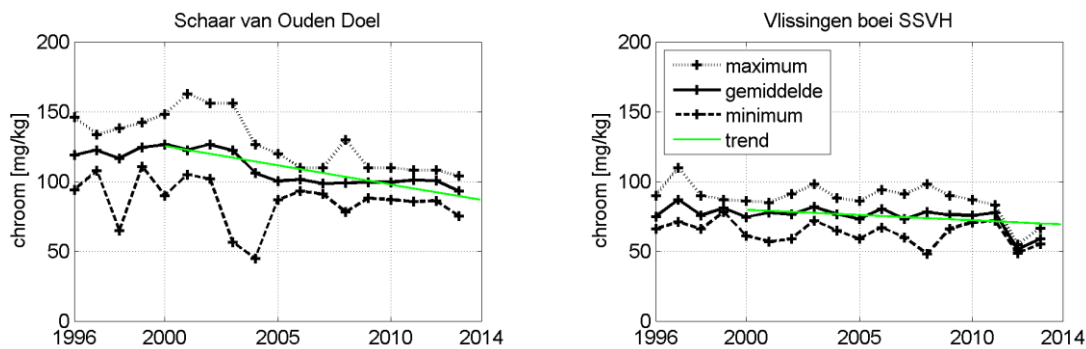 Schaar van Ouden Doel
chroom [mg/kg]
200
150
100
50
0
1996
2000
2005
2010
2014
Vlissingen boei SSVH
chroom [mg/kg]
200
150
100
50
0
1996
2000
2005
2010
2014
maximum
gemiddelde
minimum
trend